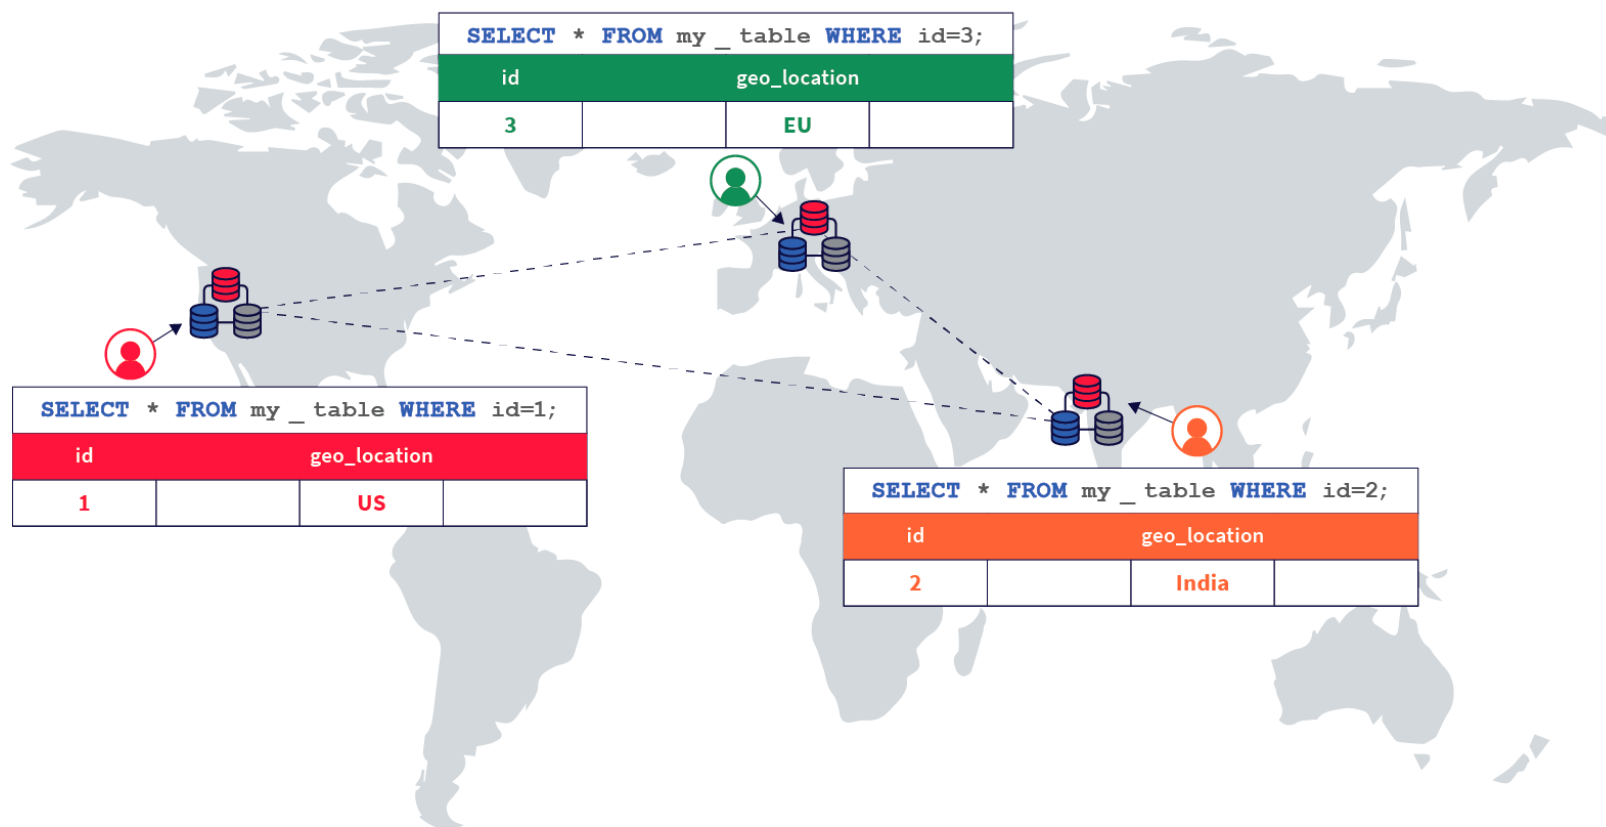 SELECT * FROM my _ table WHERE id=3;
id geo_location
3 EU
SELECT * FROM my _ table WHERE id=1;
id geo_location
1 US
SELECT * FROM my _ table WHERE id=2;
id geo_location
2 India